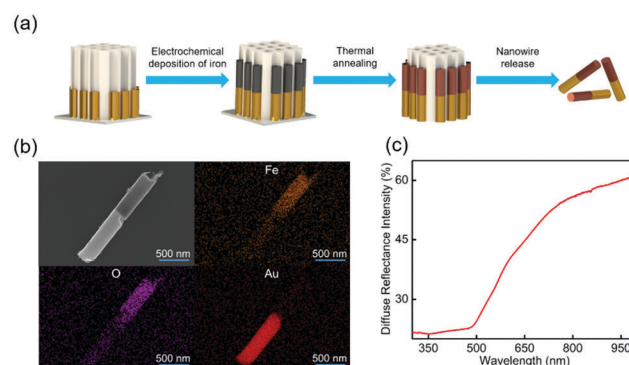 (a)
Electrochemical
deposition of iron
Thermal
annealing
Nanowire
release
(b)
Fe
500 nm
500 nm
O
Au
500 nm
500 nm
(c)
Diffuse Reflectance Intensity (%)
60
45
30
350
500
650
800
950
Wavelength (nm)